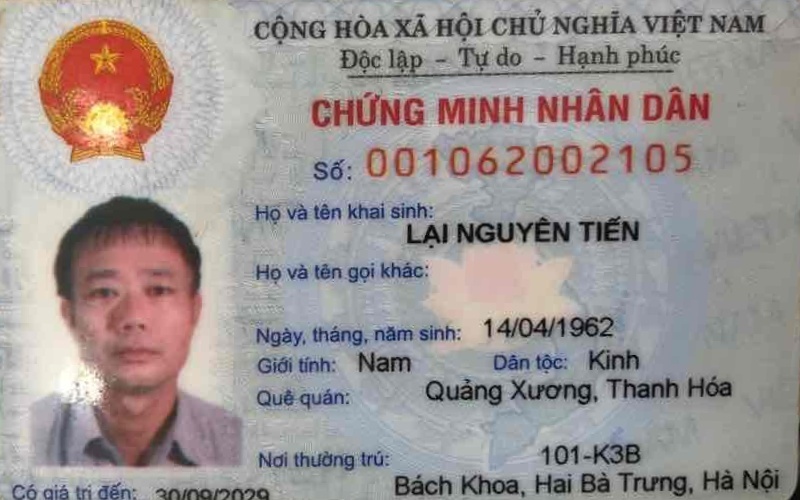 CỘNG HÒA XÃ HỘI CHỦ NGHĨA VIỆT NAM
Độc lập – Tự do – Hạnh phúc
CHỨNG MINH NHÂN DÂN
Số: 001062002105
Họ và tên khai sinh:
LẠI NGUYÊN TIẾN
Họ và tên gọi khác:
Ngày, tháng, năm sinh: 14/04/1962
Giới tính: Nam Dân tộc: Kinh
Quê quán: Quảng Xương, Thanh Hóa
Nơi thường trú: 101-K3B
Bách Khoa, Hai Bà Trưng, Hà Nội
Có giá trị đến: 30/09/2029